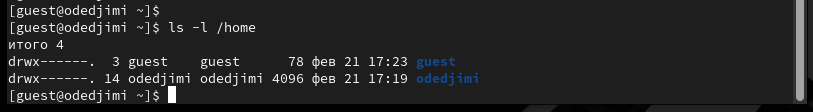 [guest@odedjimi ~]$
[guest@odedjimi ~]$ ls -l /home
итого 4
drwx------.  3 guest    guest      78 фев 21 17:23 guest
drwx------. 14 odedjimi odedjimi 4096 фев 21 17:19 odedjimi
[guest@odedjimi ~]$